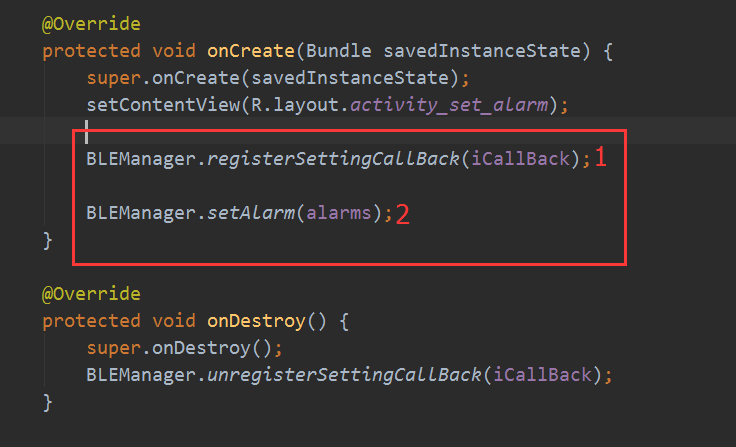 @Override
protected void onCreate(Bundle savedInstanceState) {
super.onCreate(savedInstanceState);
setContentView(R.layout.activity_set_alarm);
BLEManager.registerSettingCallBack(iCallBack);1
BLEManager.setAlarm(alarms);2
}
@Override
protected void onDestroy() {
super.onDestroy();
BLEManager.unregisterSettingCallBack(iCallBack);
}